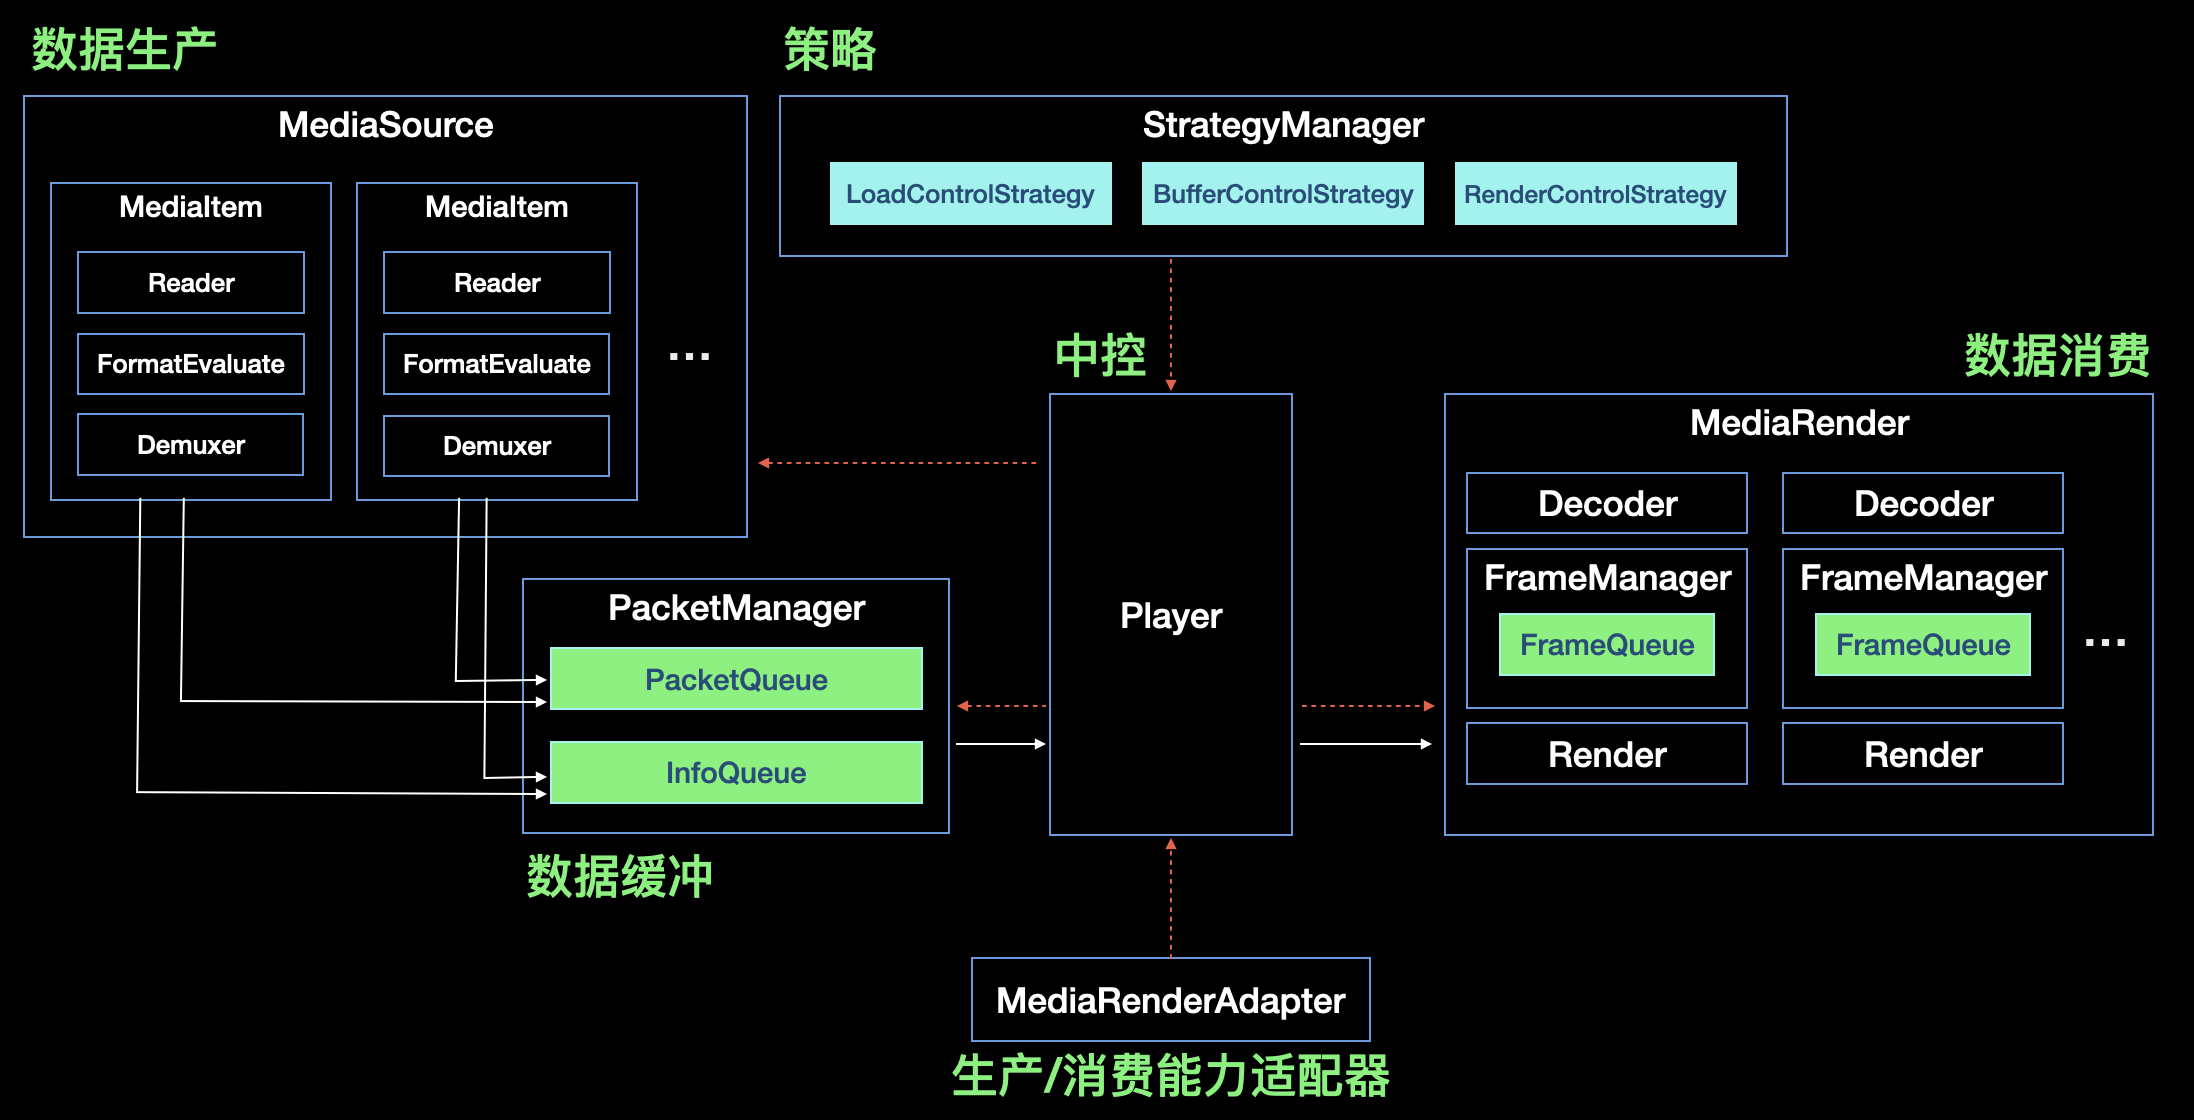 数据生产
MediaSource
MediaItem
Reader
FormatEvaluate
Demuxer
MediaItem
Reader
FormatEvaluate
Demuxer
...
策略
StrategyManager
LoadControlStrategy
BufferControlStrategy
RenderControlStrategy
中控
Player
数据消费
MediaRender
Decoder
FrameManager
FrameQueue
Render
Decoder
FrameManager
FrameQueue
Render
...
PacketManager
PacketQueue
InfoQueue
数据缓冲
MediaRenderAdapter
生产/消费能力适配器